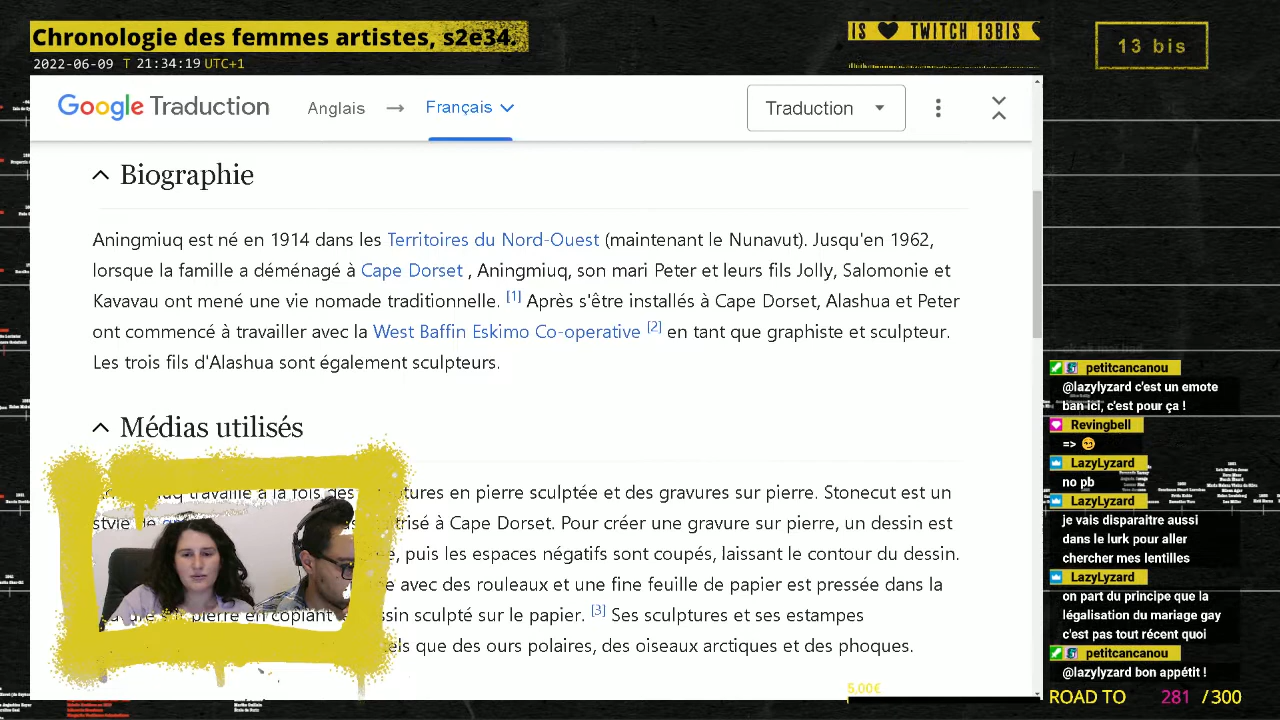 Chronologie des femmes artistes, s2e34.
2022-06-09 T 21:34:19 UTC+1
IS ♥ TWITCH 13BIS
13 bis
Google Traduction
Anglais → Français
Traduction
Biographie
Aningmiuq est né en 1914 dans les Territoires du Nord-Ouest (maintenant le Nunavut). Jusqu'en 1962,
lorsque la famille a déménagé à Cape Dorset , Aningmiuq, son mari Peter et leurs fils Jolly, Salomonie et
Kavavau ont mené une vie nomade traditionnelle. [1] Après s'être installés à Cape Dorset, Alashua et Peter
ont commencé à travailler avec la West Baffin Eskimo Co-operative [2] en tant que graphiste et sculpteur.
Les trois fils d'Alashua sont également sculpteurs.
Médias utilisés
travaille à la fois des sculptures en pierre sculptée et des gravures sur pierre. Stonecut est un
style de à Cape Dorset. Pour créer une gravure sur pierre, un dessin est
puis les espaces négatifs sont coupés, laissant le contour du dessin.
avec des rouleaux et une fine feuille de papier est pressée dans la
sur pierre en copiant sculpté sur le papier. [3] Ses sculptures et ses estampes
que des ours polaires, des oiseaux arctiques et des phoques.
petitcancanou
@lazylyzard c'est un emote
ban ici, c'est pour ça !
Revingbell
=> 😏
LazyLyzard
no pb
LazyLyzard
je vais disparaitre aussi
dans le lurk pour aller
chercher mes lentilles
LazyLyzard
on part du principe que la
légalisation du mariage gay
c'est pas tout récent quoi
petitcancanou
@lazylyzard bon appétit !
5,00€
ROAD TO 281 /300